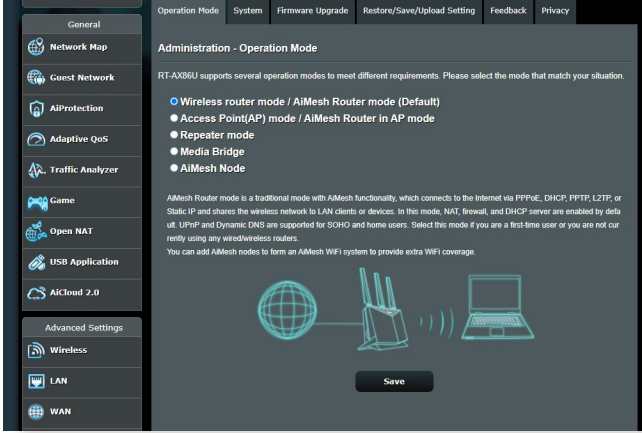 Operation Mode System Firmware Upgrade Restore/Save/Upload Setting Feedback Privacy
General
Network Map
Guest Network
AiProtection
Adaptive QoS
Traffic Analyzer
Game
Open NAT
USB Application
AiCloud 2.0
Advanced Settings
Wireless
LAN
WAN
Administration - Operation Mode
RT-AX86U supports several operation modes to meet different requirements. Please select the mode that match your situation.
Wireless router mode / AiMesh Router mode (Default)
Access Point(AP) mode / AiMesh Router in AP mode
Repeater mode
Media Bridge
AiMesh Node
AiMesh Router mode is a traditional mode with AiMesh functionality, which connects to the Internet via PPPoE, DHCP, PPTP, L2TP, or
Static IP and shares the wireless network to LAN clients or devices. In this mode, NAT, firewall, and DHCP server are enabled by defa
ult. UPnP and Dynamic DNS are supported for SOHO and home users. Select this mode if you are a first-time user or you are not cur
rently using any wired/wireless routers.
You can add AiMesh nodes to form an AiMesh WiFi system to provide extra WiFi coverage.
Save